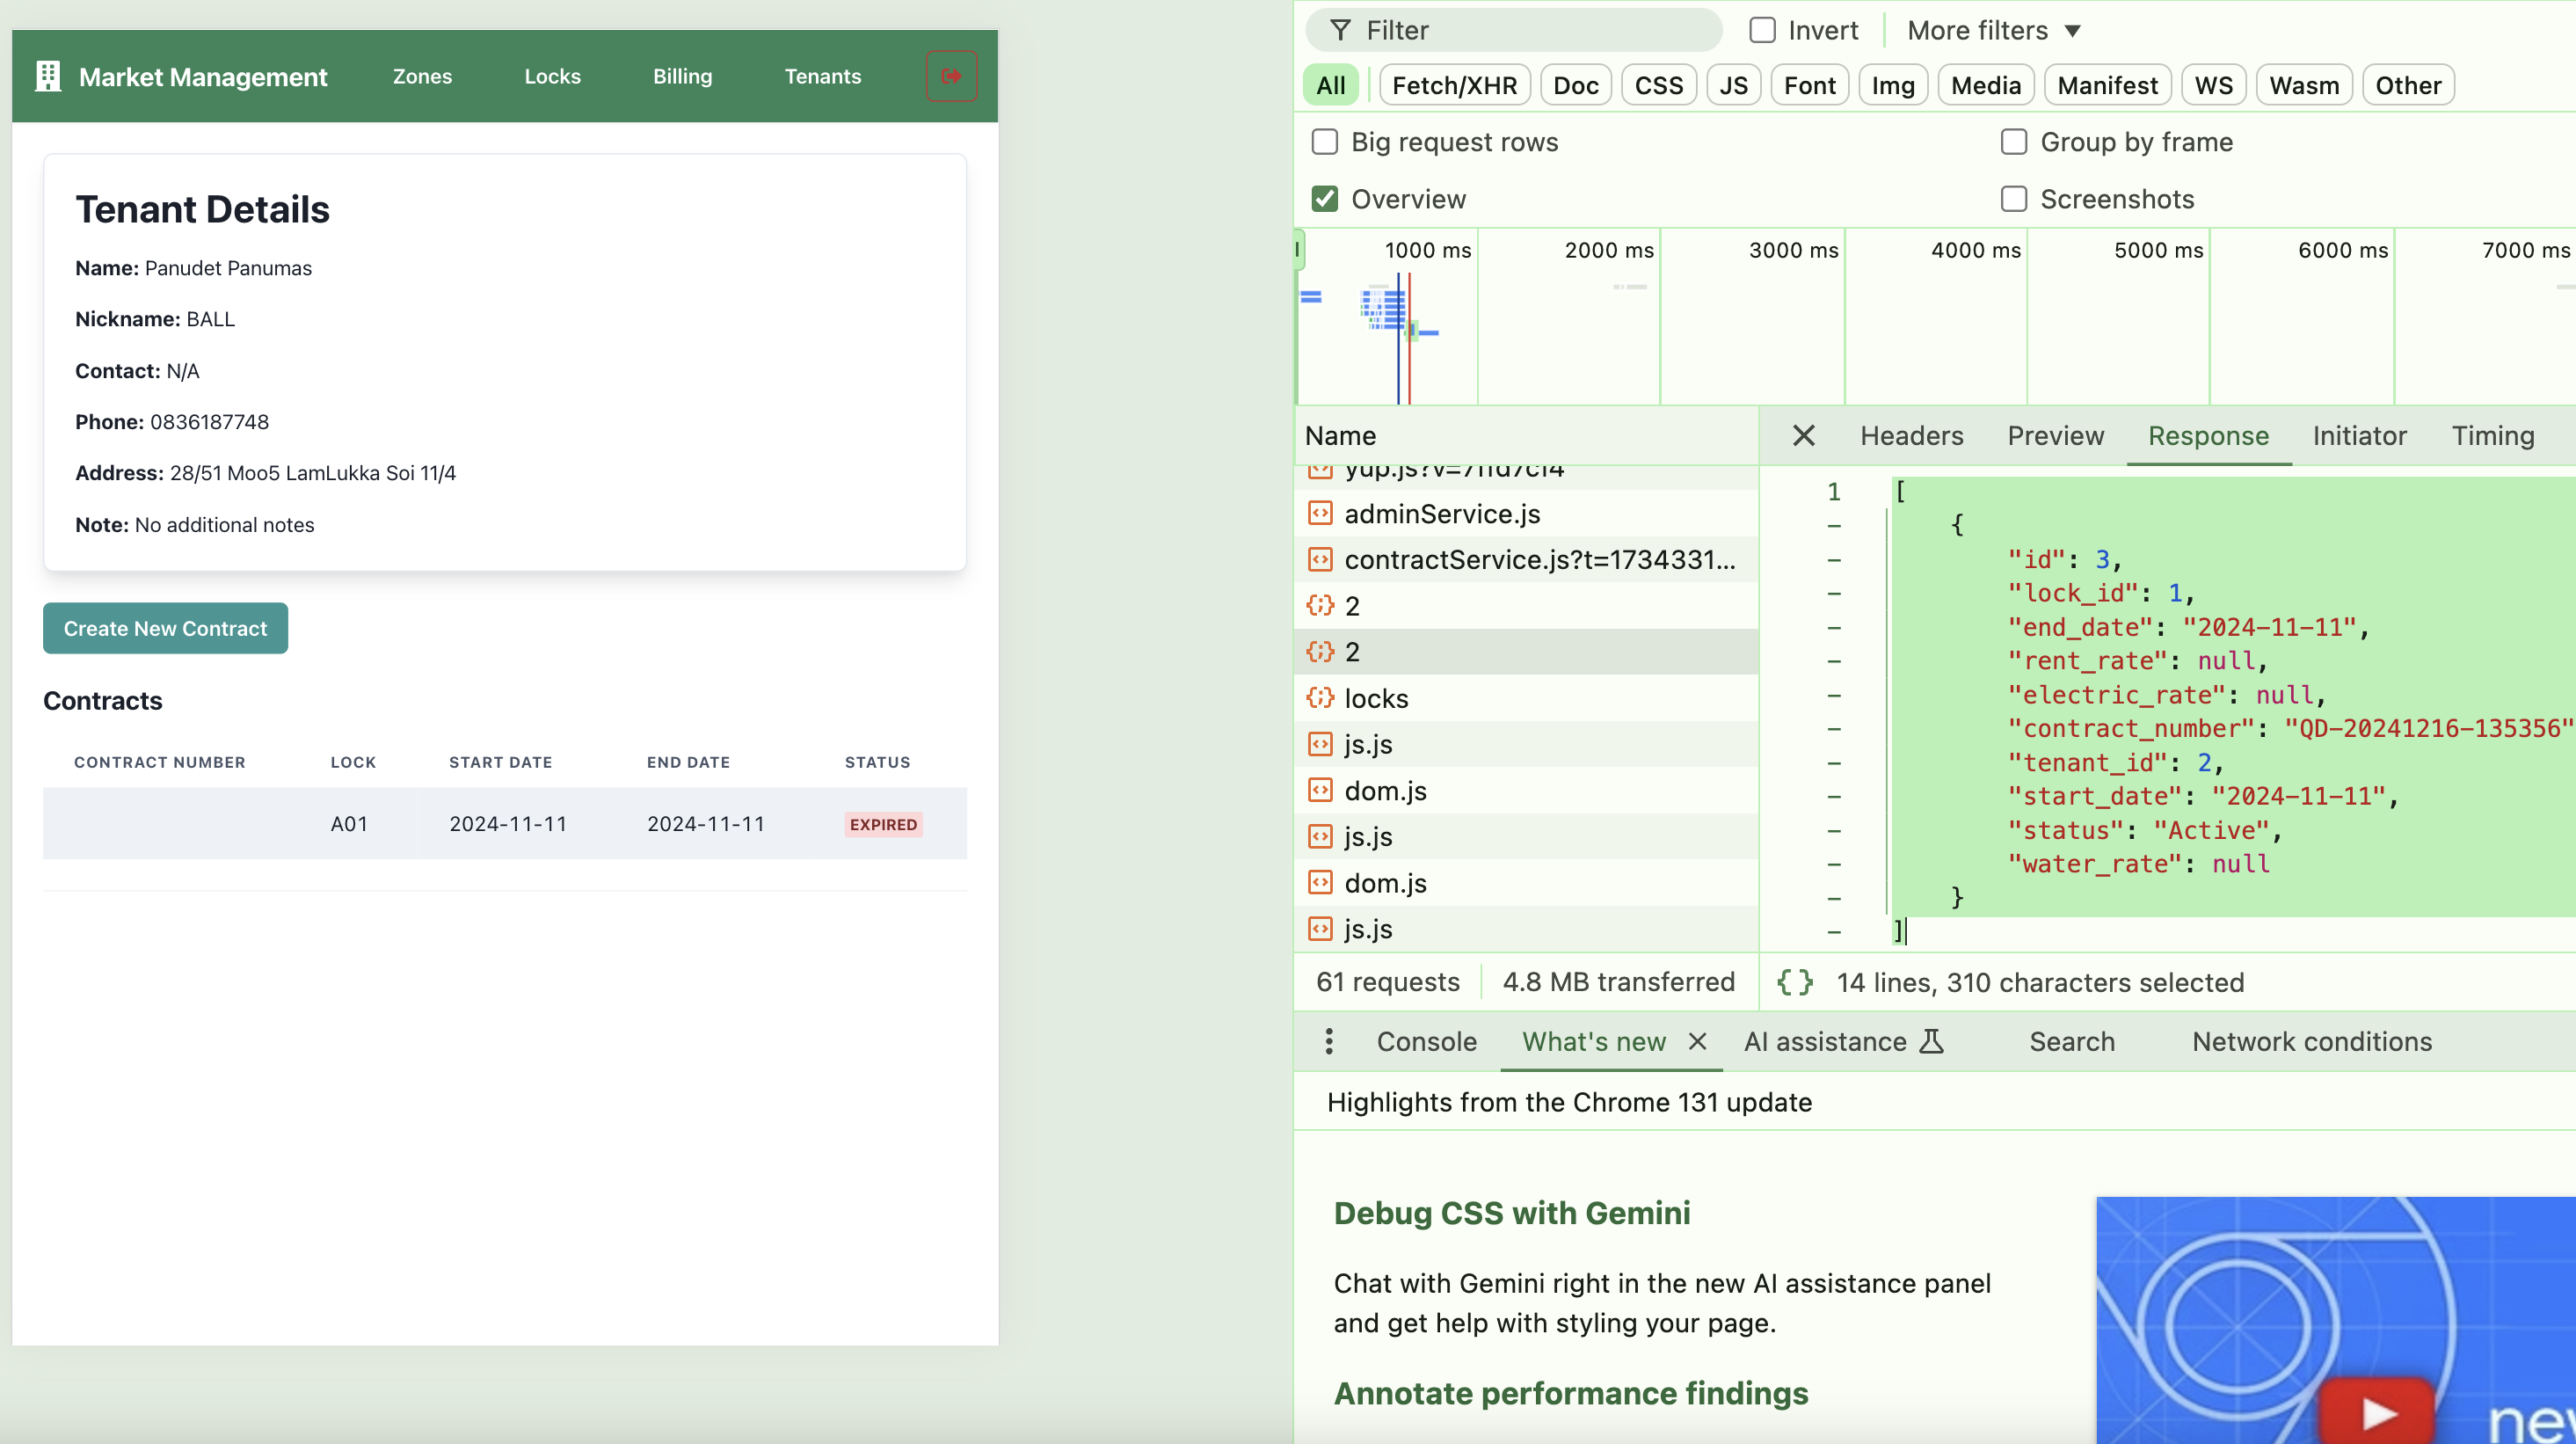 Market Management
Zones
Locks
Billing
Tenants
Tenant Details
Name: Panudet Panumas
Nickname: BALL
Contact: N/A
Phone: 0836187748
Address: 28/51 Moo5 LamLukka Soi 11/4
Note: No additional notes
Create New Contract
Contracts
CONTRACT NUMBER LOCK START DATE END DATE STATUS
A01 2024-11-11 2024-11-11 EXPIRED
Filter
Invert
More filters
All Fetch/XHR Doc CSS JS Font Img Media Manifest WS Wasm Other
Big request rows
Group by frame
Overview
Screenshots
1000 ms 2000 ms 3000 ms 4000 ms 5000 ms 6000 ms 7000 ms
Name
yup.js?v=7ffd7cf4
adminService.js
contractService.js?t=1734331...
2
2
locks
js.js
dom.js
js.js
dom.js
js.js
61 requests
4.8 MB transferred
Headers Preview Response Initiator Timing
1 [
{
"id": 3,
"lock_id": 1,
"end_date": "2024-11-11",
"rent_rate": null,
"electric_rate": null,
"contract_number": "QD-20241216-135356"
"tenant_id": 2,
"start_date": "2024-11-11",
"status": "Active",
"water_rate": null
}
]
{ } 14 lines, 310 characters selected
Console
What's new
AI assistance
Search
Network conditions
Highlights from the Chrome 131 update
Debug CSS with Gemini
Chat with Gemini right in the new AI assistance panel
and get help with styling your page.
Annotate performance findings